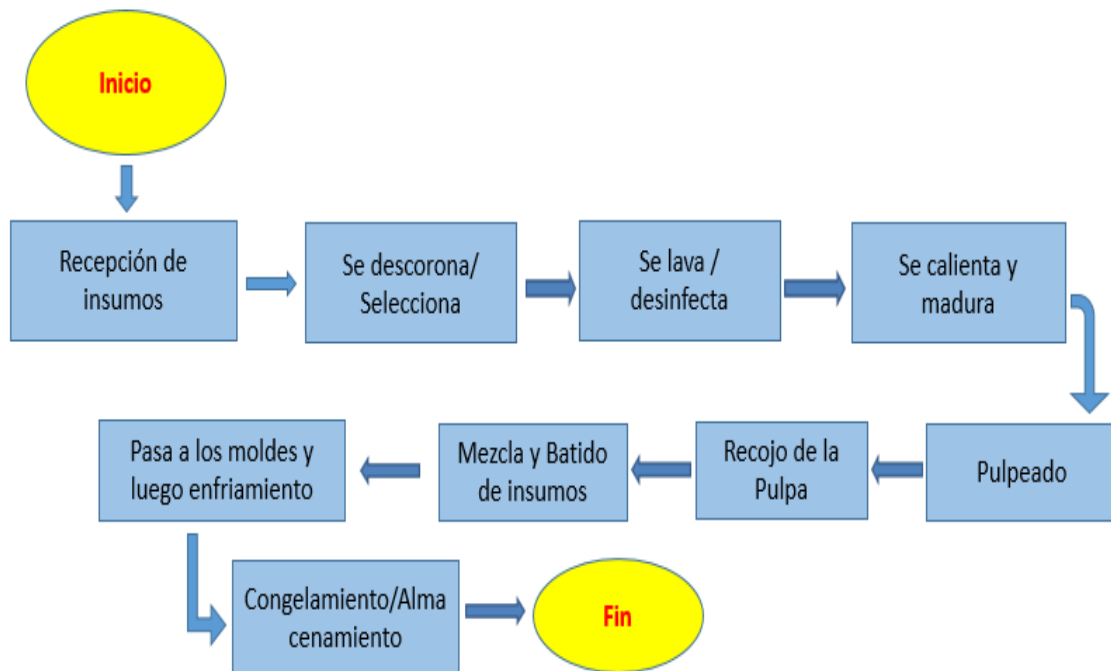 Inicio
Recepción de
insumos
Se descorona/
Selecciona
Se lava /
desinfecta
Se calienta y
madura
Pulpeado
Recojo de la
Pulpa
Mezcla y Batido
de insumos
Pasa a los moldes y
luego enfriamiento
Congelamiento/Alma
cenamiento
Fin